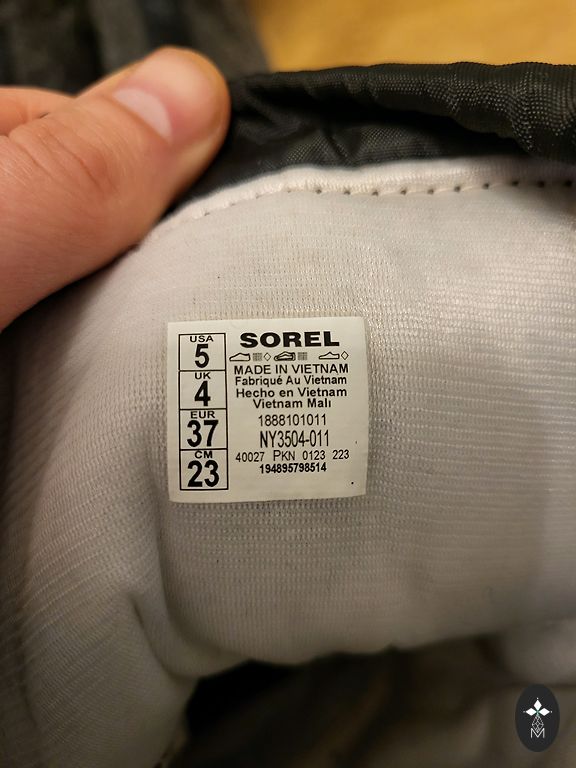 USA
5
UK
4
EUR
37
CM
23
SOREL
MADE IN VIETNAM
Fabriqué Au Vietnam
Hecho en Vietnam
Vietnam Malı
1888101011
NY3504-011
40027 PKN 0123 223
194895798514
M